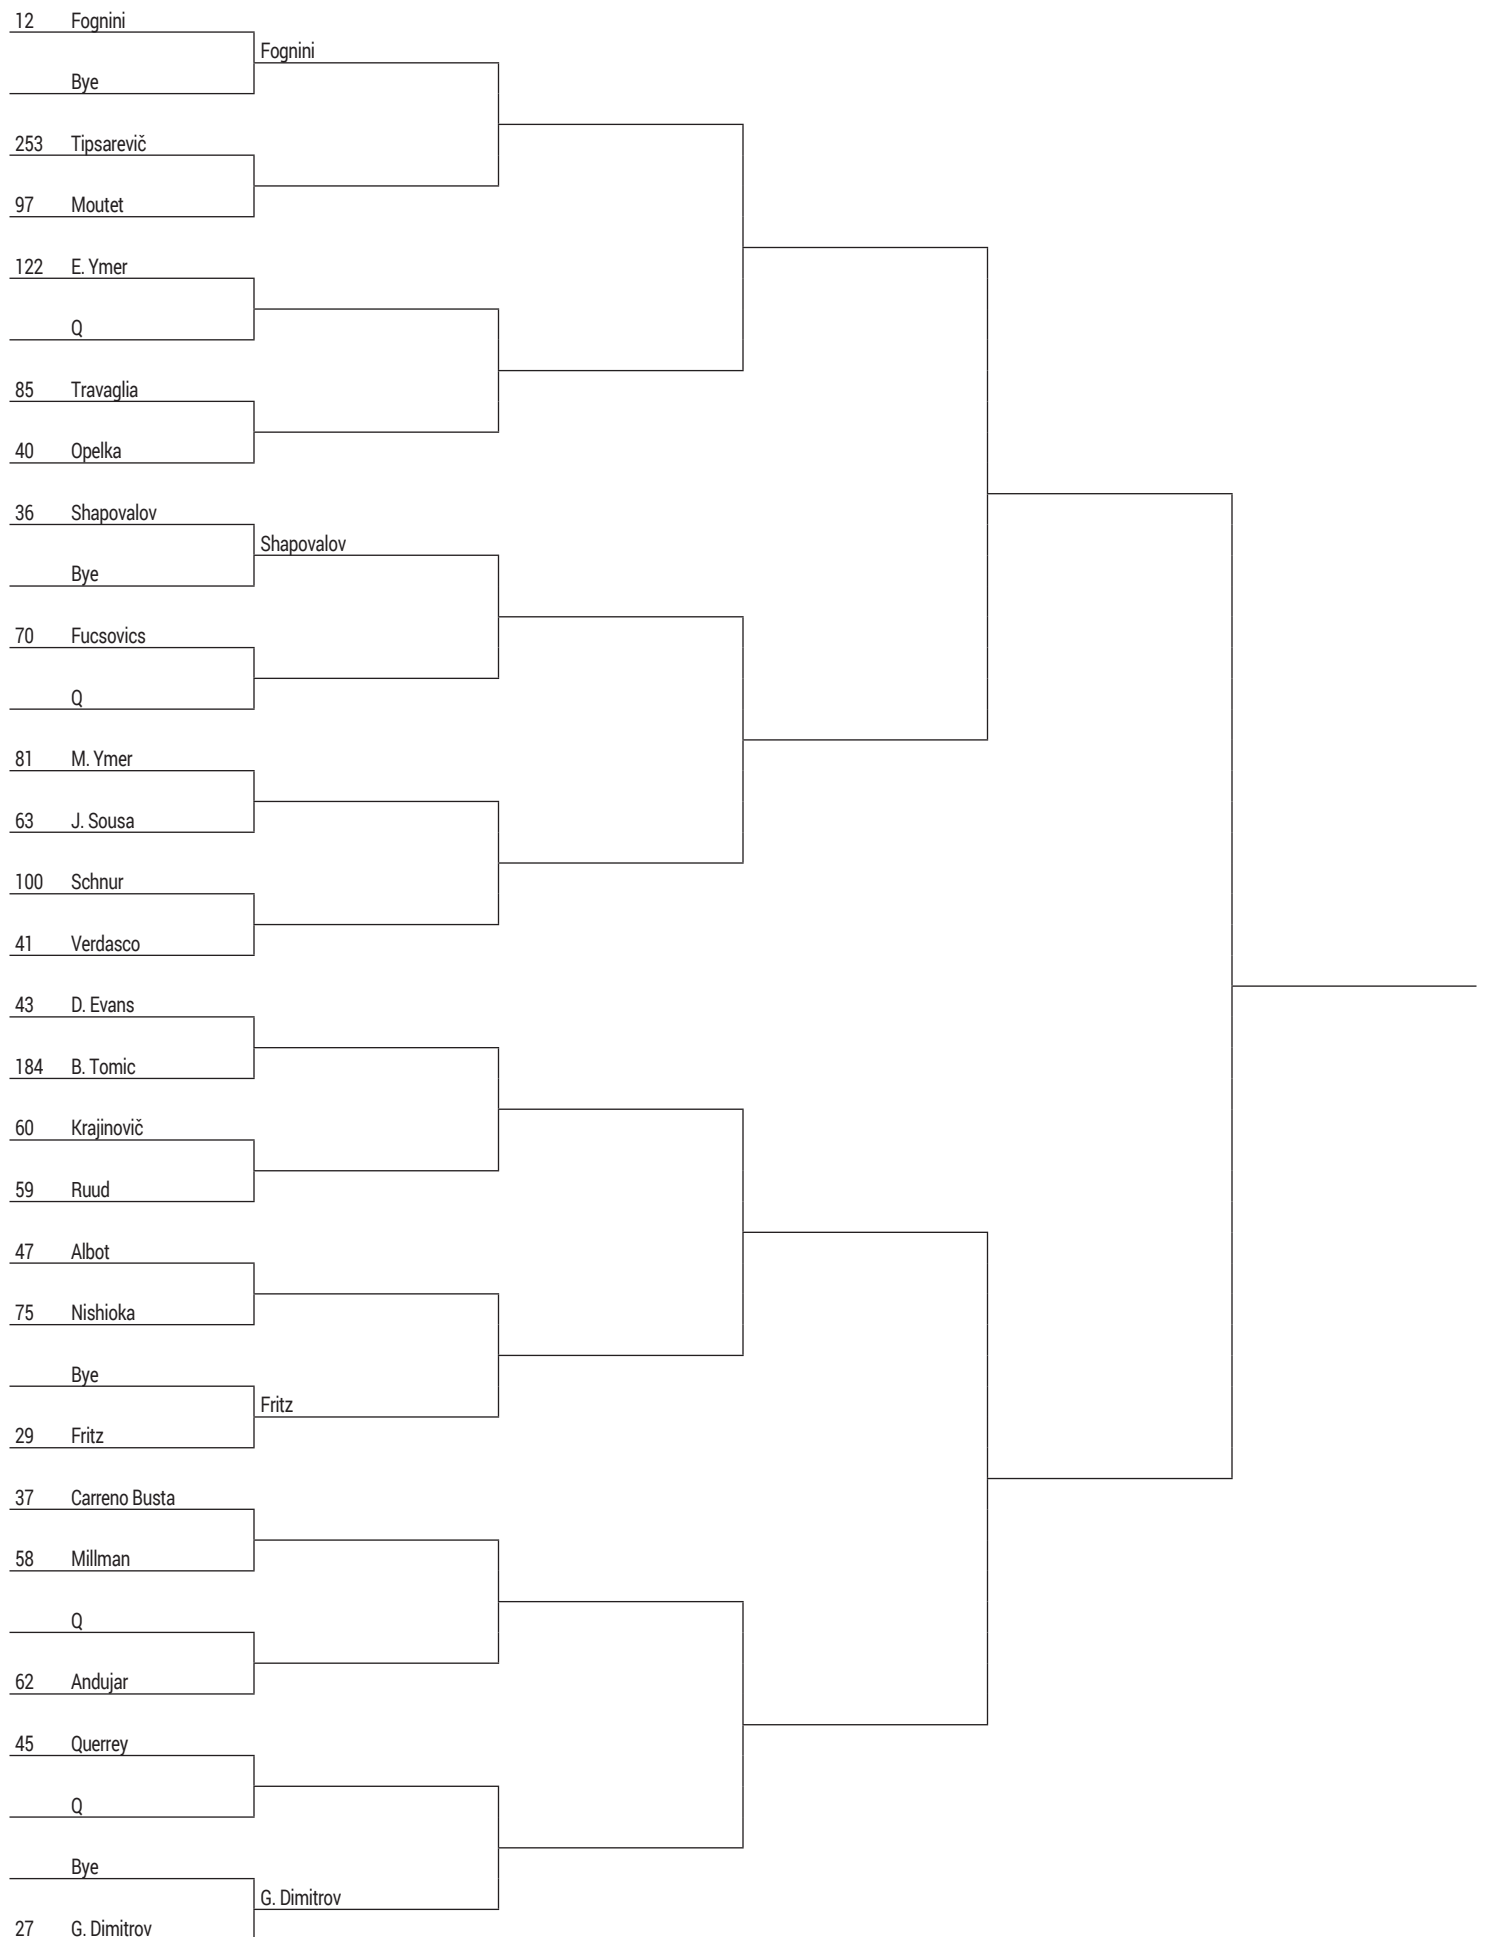 12 Fognini
Fognini
Bye
253 Tipsarevič
97 Moutet
122 E. Ymer
Q
85 Travaglia
40 Opelka
36 Shapovalov
Shapovalov
Bye
70 Fucsovics
Q
81 M. Ymer
63 J. Sousa
100 Schnur
41 Verdasco
43 D. Evans
184 B. Tomic
60 Krajinovič
59 Ruud
47 Albot
75 Nishioka
Bye
Fritz
29 Fritz
37 Carreno Busta
58 Millman
Q
62 Andujar
45 Querrey
Q
Bye
G. Dimitrov
27 G. Dimitrov